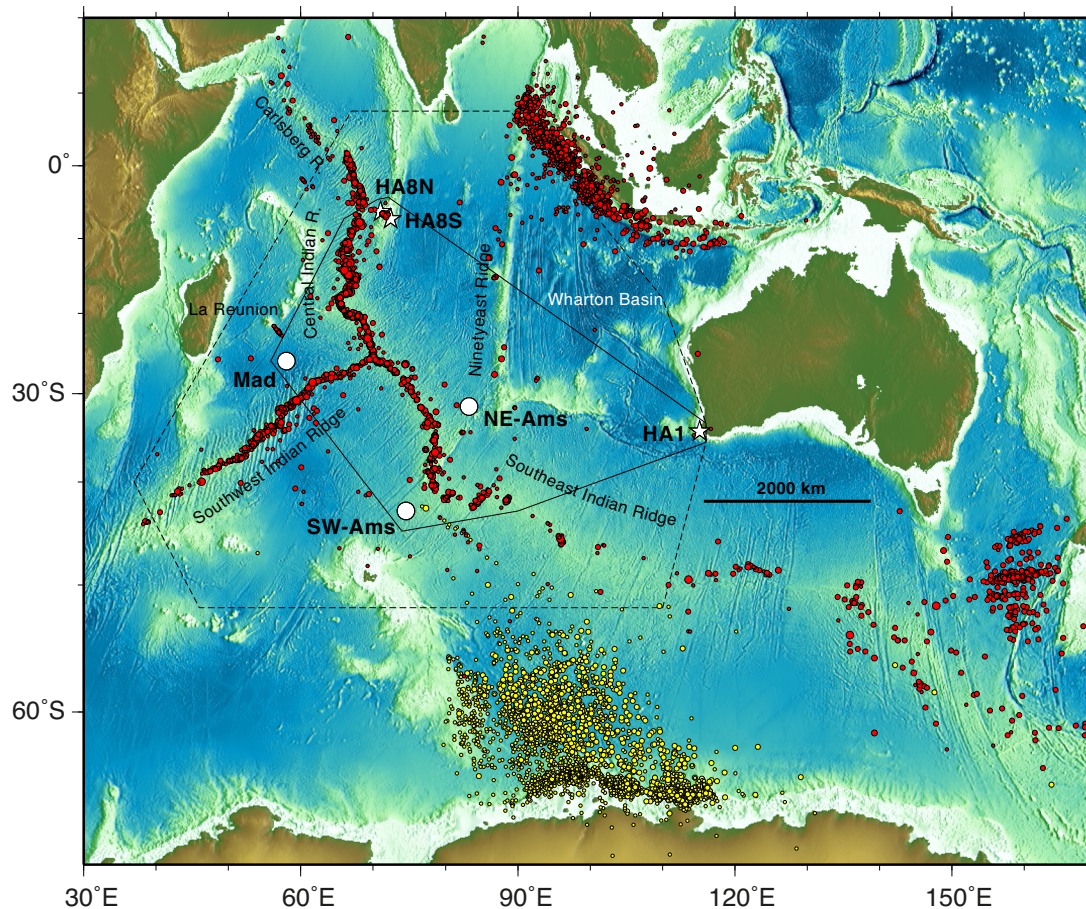 Carlsberg R.
0°
HA8N
HA8S
Central Indian R.
Ninetyeast Ridge
Wharton Basin
La Reunion
Mad
30°S
NE-Ams
HA1
Southwest Indian Ridge
Southeast Indian Ridge
2000 km
SW-Ams
60°S
30°E
60°E
90°E
120°E
150°E